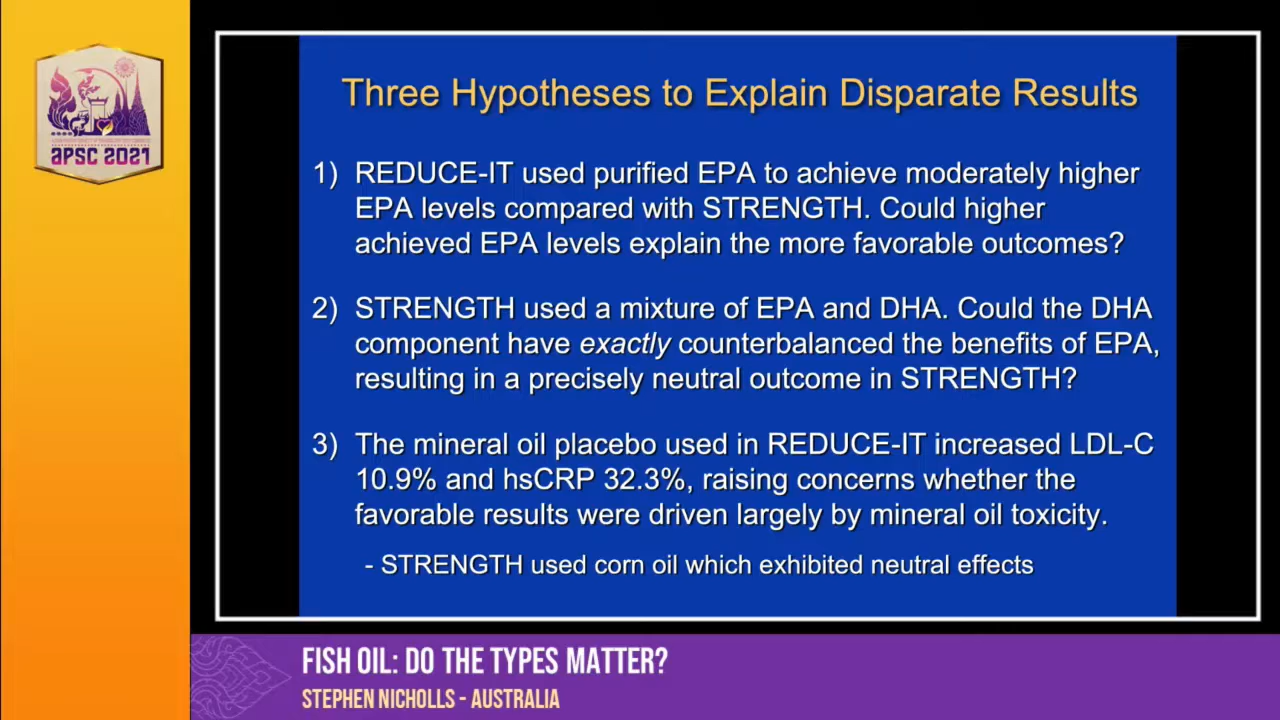 APSC 2021
Three Hypotheses to Explain Disparate Results
1) REDUCE-IT used purified EPA to achieve moderately higher
EPA levels compared with STRENGTH. Could higher
achieved EPA levels explain the more favorable outcomes?
2) STRENGTH used a mixture of EPA and DHA. Could the DHA
component have exactly counterbalanced the benefits of EPA,
resulting in a precisely neutral outcome in STRENGTH?
3) The mineral oil placebo used in REDUCE-IT increased LDL-C
10.9% and hsCRP 32.3%, raising concerns whether the
favorable results were driven largely by mineral oil toxicity.
- STRENGTH used corn oil which exhibited neutral effects
FISH OIL: DO THE TYPES MATTER?
STEPHEN NICHOLLS - AUSTRALIA